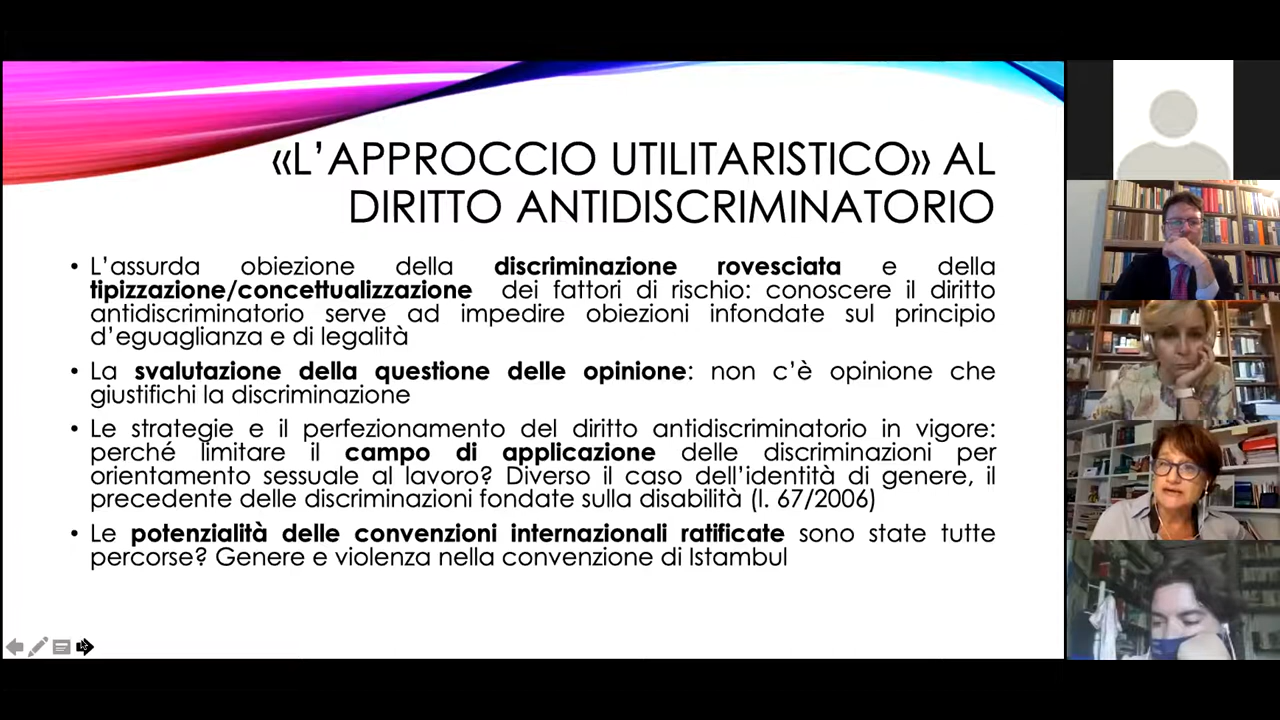 «L’APPROCCIO UTILITARISTICO» AL
DIRITTO ANTIDISCRIMINATORIO
• L’assurda obiezione della discriminazione rovesciata e della
tipizzazione/concettualizzazione dei fattori di rischio: conoscere il diritto
antidiscriminatorio serve ad impedire obiezioni infondate sul principio
d’eguaglianza e di legalità
• La svalutazione della questione delle opinione: non c’è opinione che
giustifichi la discriminazione
• Le strategie e il perfezionamento del diritto antidiscriminatorio in vigore:
perché limitare il campo di applicazione delle discriminazioni per
orientamento sessuale al lavoro? Diverso il caso dell’identità di genere, il
precedente delle discriminazioni fondate sulla disabilità (l. 67/2006)
• Le potenzialità delle convenzioni internazionali ratificate sono state tutte
percorse? Genere e violenza nella convenzione di Istambul